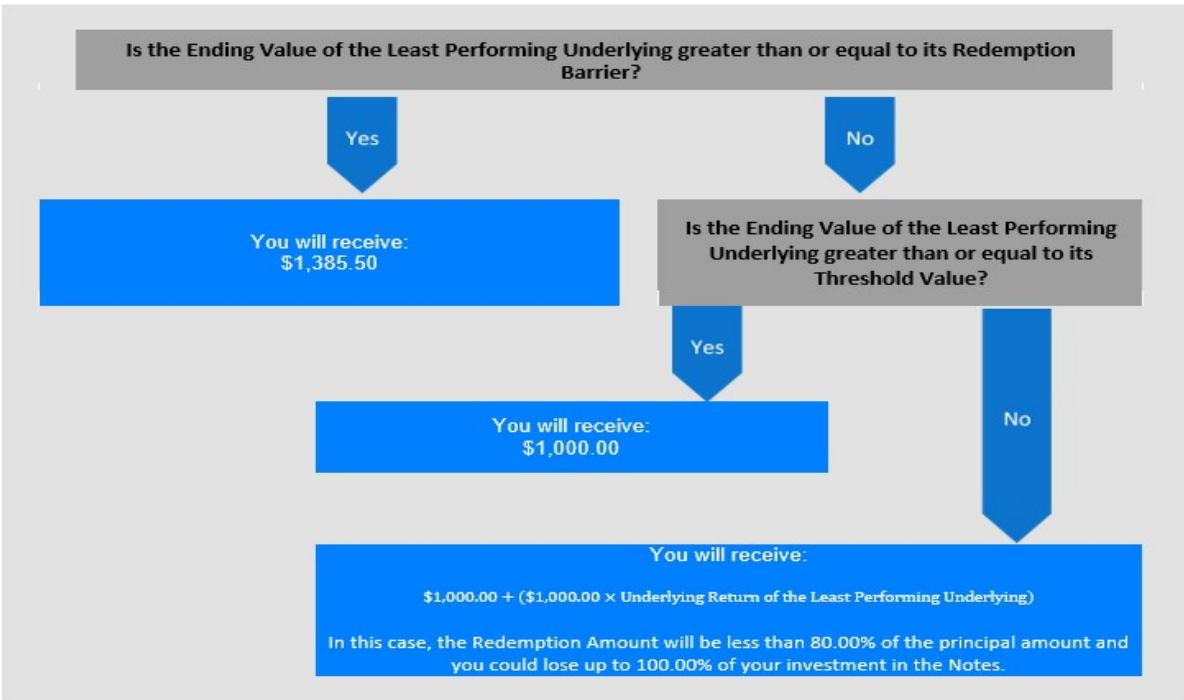 Is the Ending Value of the Least Performing Underlying greater than or equal to its Redemption
Barrier?
Yes
No
You will receive:
$1,385.50
Is the Ending Value of the Least Performing
Underlying greater than or equal to its
Threshold Value?
Yes
No
You will receive:
$1,000.00
You will receive:
$1,000.00 + ($1,000.00 × Underlying Return of the Least Performing Underlying)
In this case, the Redemption Amount will be less than 80.00% of the principal amount and
you could lose up to 100.00% of your investment in the Notes.